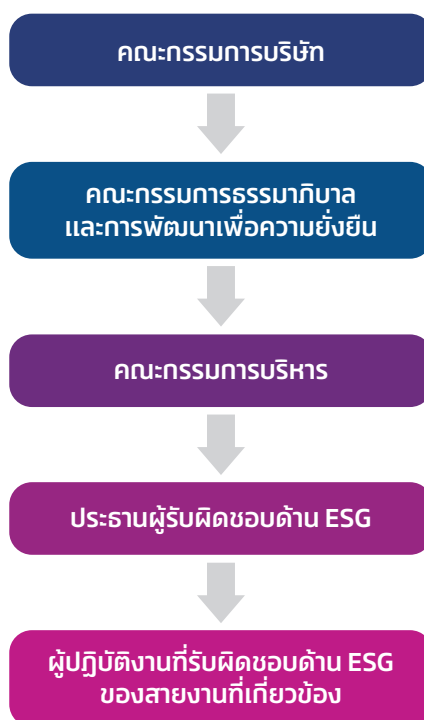 คณะกรรมการบริษัท
คณะกรรมการธรรมาภิบาล
และการพัฒนาเพื่อความยั่งยืน
คณะกรรมการบริหาร
ประธานผู้รับผิดชอบด้าน ESG
ผู้ปฏิบัติงานที่รับผิดชอบด้าน ESG
ของสายงานที่เกี่ยวข้อง